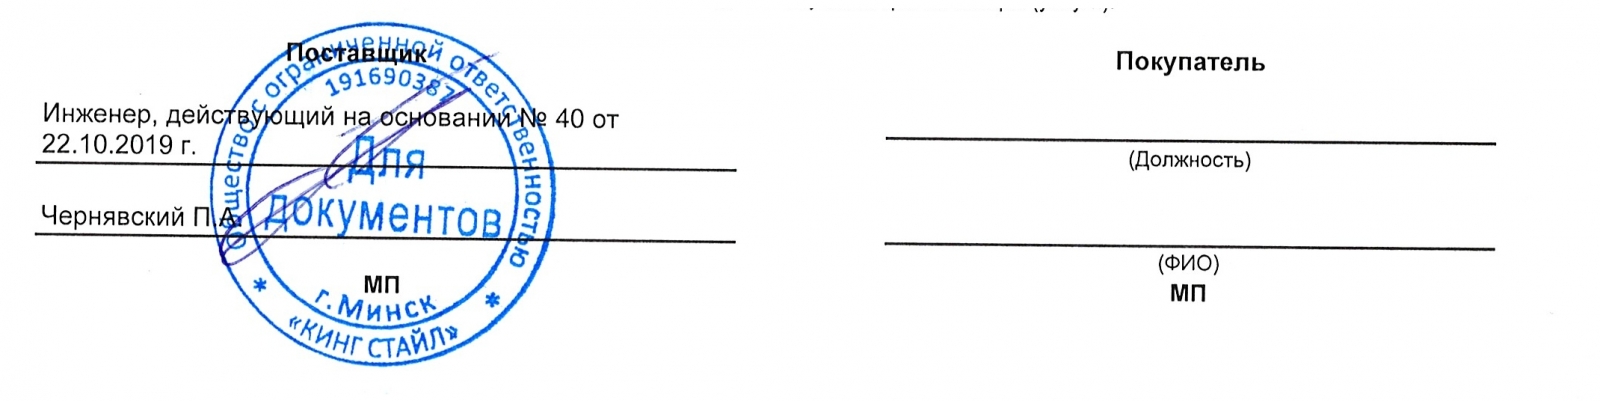 Поставщик
Инженер, действующий на основании № 40 от
22.10.2019 г.
Чернявский П.А.
МП
Общество с ограниченной ответственностью
191690387
Для
документов
г. Минск
«КИНГ СТАЙЛ»
Покупатель
(Должность)
(ФИО)
МП